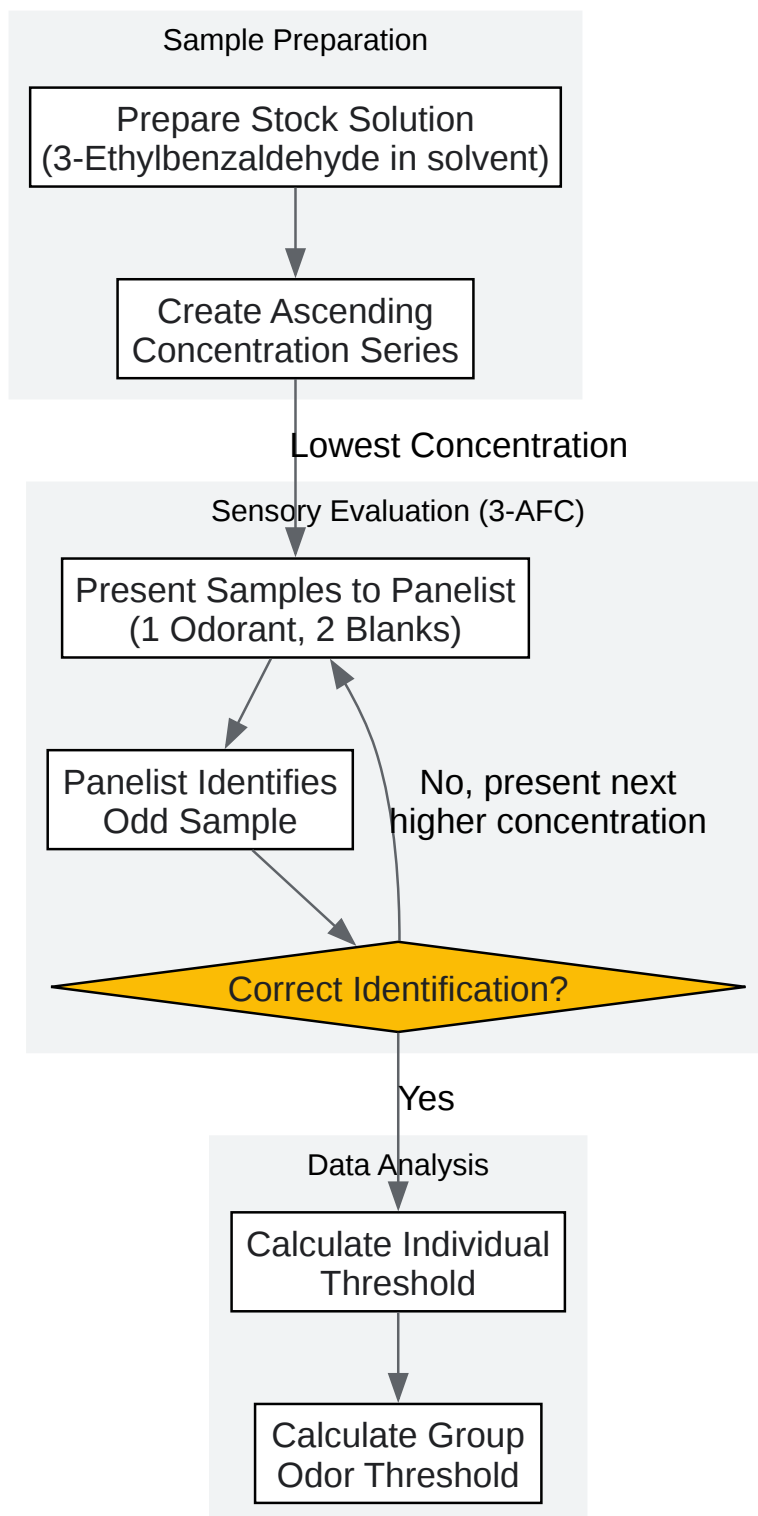 Sample Preparation
Prepare Stock Solution
(3-Ethylbenzaldehyde in solvent)
Create Ascending
Concentration Series
Lowest Concentration
Sensory Evaluation (3-AFC)
Present Samples to Panelist
(1 Odorant, 2 Blanks)
Panelist Identifies
Odd Sample
No, present next
higher concentration
Correct Identification?
Yes
Data Analysis
Calculate Individual
Threshold
Calculate Group
Odor Threshold